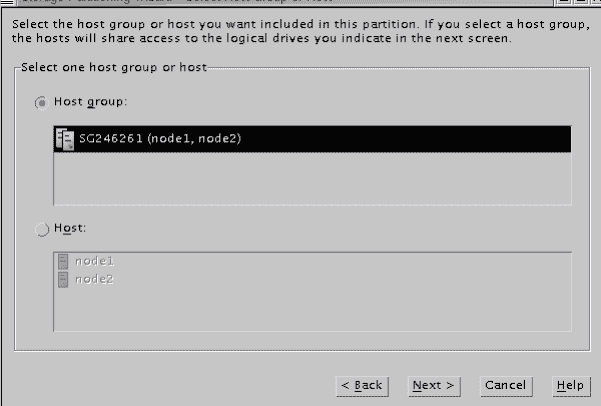 Select the host group or host you want included in this partition. If you select a host group,
the hosts will share access to the logical drives you indicate in the next screen.
Select one host group or host
Host group:
SG246261 (node1, node2)
Host:
node1
node2
< Back Next > Cancel Help